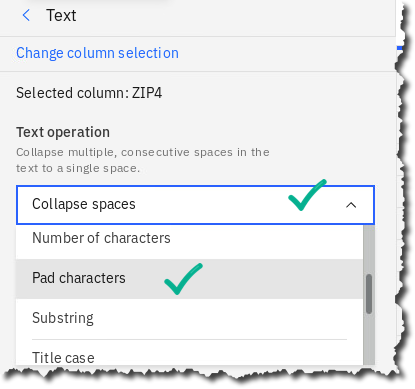 Text
Change column selection
Selected column: ZIP4
Text operation
Collapse multiple, consecutive spaces in the
text to a single space.
Collapse spaces
Number of characters
Pad characters
Substring
Title case